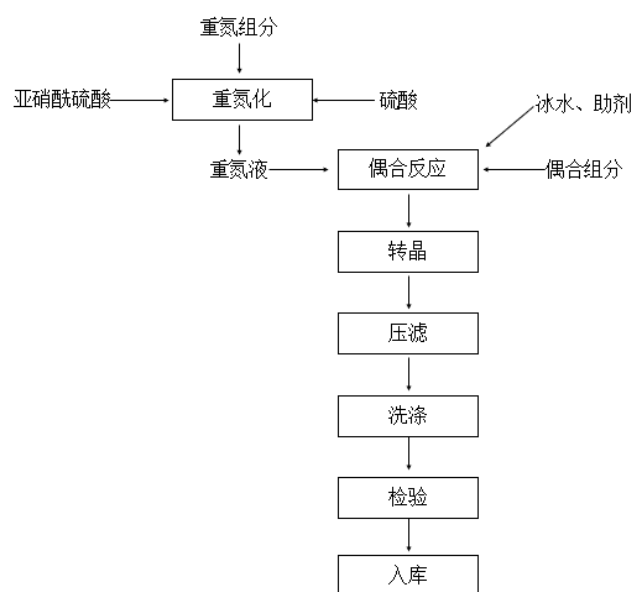 重氮组分
亚硝酰硫酸
重氮化
硫酸
冰水、助剂
重氮液
偶合反应
偶合组分
转晶
压滤
洗涤
检验
入库